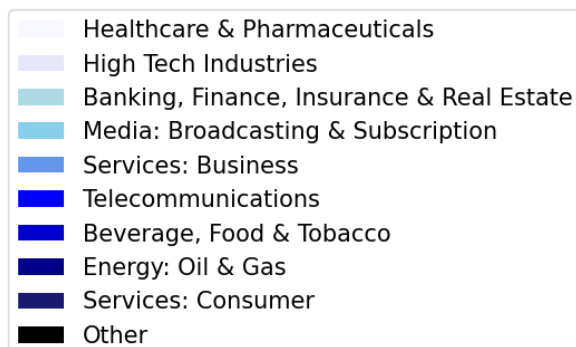 Healthcare & Pharmaceuticals
High Tech Industries
Banking, Finance, Insurance & Real Estate
Media: Broadcasting & Subscription
Services: Business
Telecommunications
Beverage, Food & Tobacco
Energy: Oil & Gas
Services: Consumer
Other